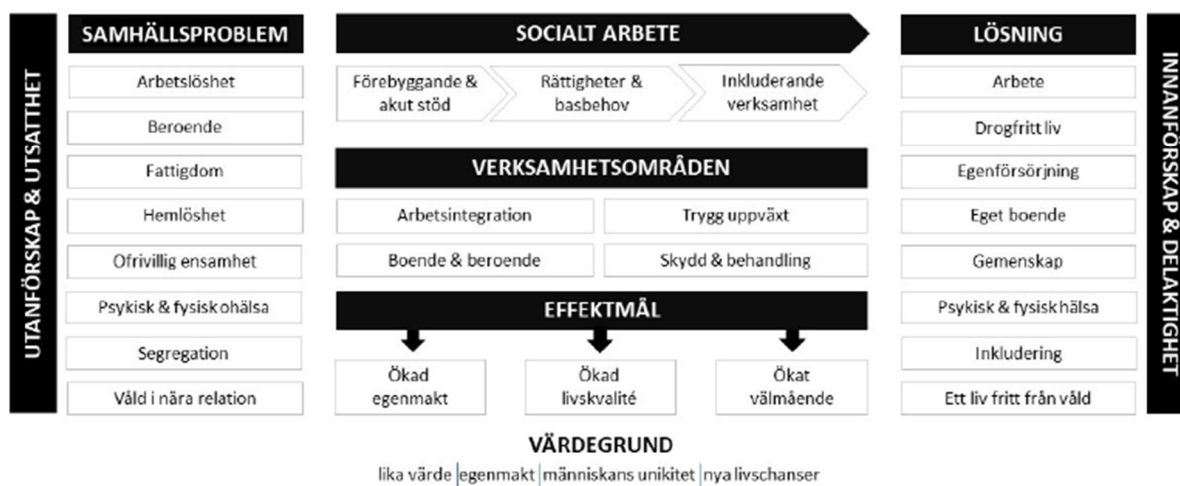 UTANFÖRSKAP & UTSATTHET
SAMHÄLLSPROBLEM
Arbetslöshet
Beroende
Fattigdom
Hemlöshet
Ofrivillig ensamhet
Psykisk & fysisk ohälsa
Segregation
Våld i nära relation
SOCIALT ARBETE
Förebyggande &
akut stöd
Rättigheter &
basbehov
Inkluderande
verksamhet
VERKSAMHETSOMRÅDEN
Arbetsintegration
Trygg uppväxt
Boende & beroende
Skydd & behandling
EFFEKTMÅL
Ökad
egenmakt
Ökad
livskvalité
Ökat
välmående
LÖSNING
Arbete
Drogfritt liv
Egenförsörjning
Eget boende
Gemenskap
Psykisk & fysisk hälsa
Inkludering
Ett liv fritt från våld
INNANFÖRSKAP & DELAKTIGHET
VÄRDEGRUND
lika värde | egenmakt | människans unikitet | nya livschanser